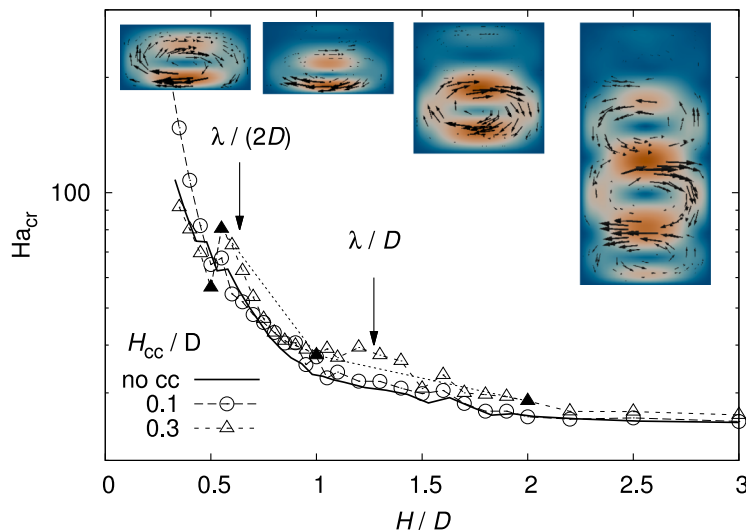 λ / (2D)
100
λ / D
Ha_cr
H_cc / D
no cc
0.1
0.3
0 0.5 1 1.5 2 2.5 3
H / D